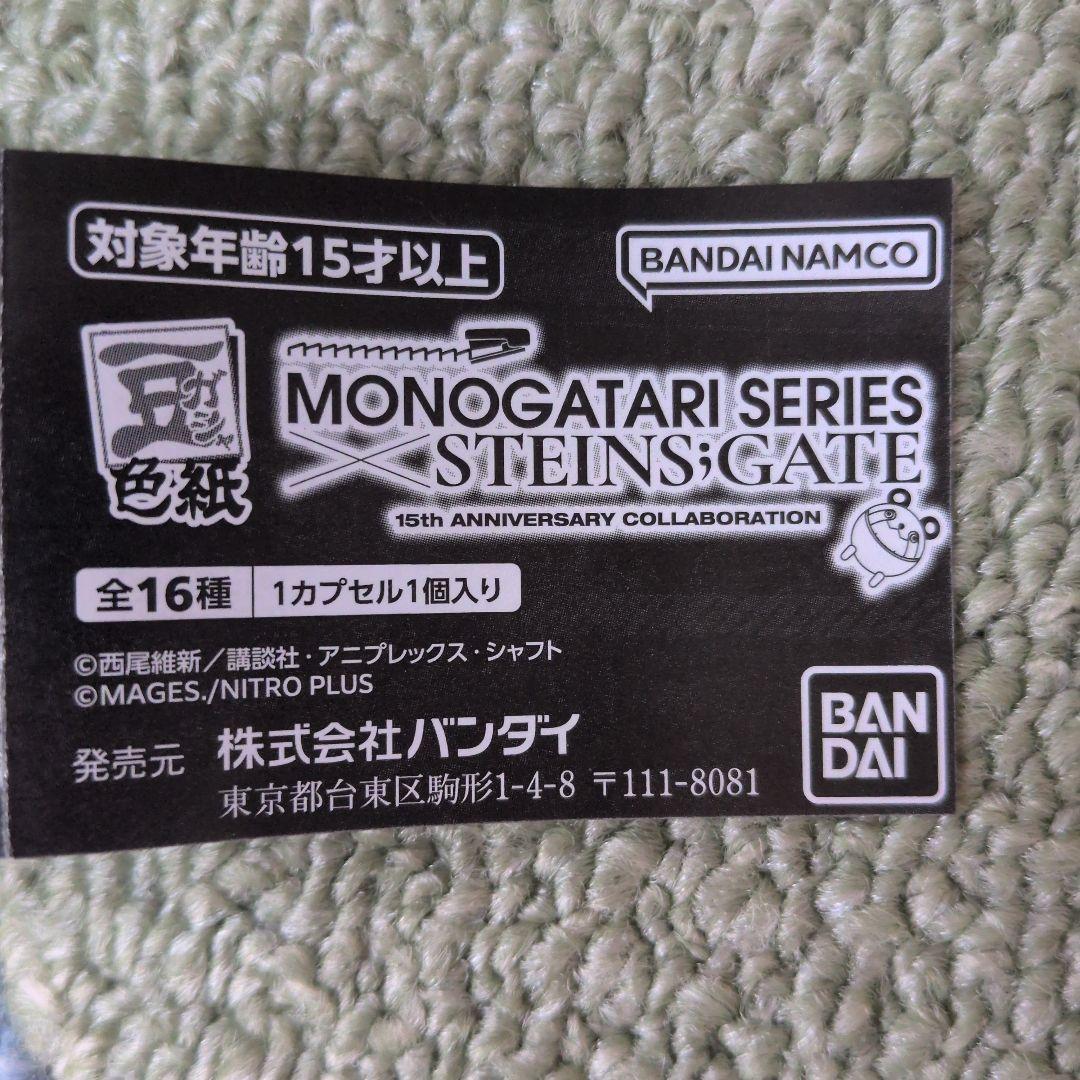 対象年齢15才以上
BANDAI NAMCO
豆ガシャ
色紙
MONOGATARI SERIES
×STEINS;GATE
15th ANNIVERSARY COLLABORATION
全16種 1カプセル1個入り
©西尾維新/講談社・アニプレックス・シャフト
©MAGES./NITRO PLUS
発売元 株式会社バンダイ
東京都台東区駒形1-4-8 〒111-8081
BAN
DAI